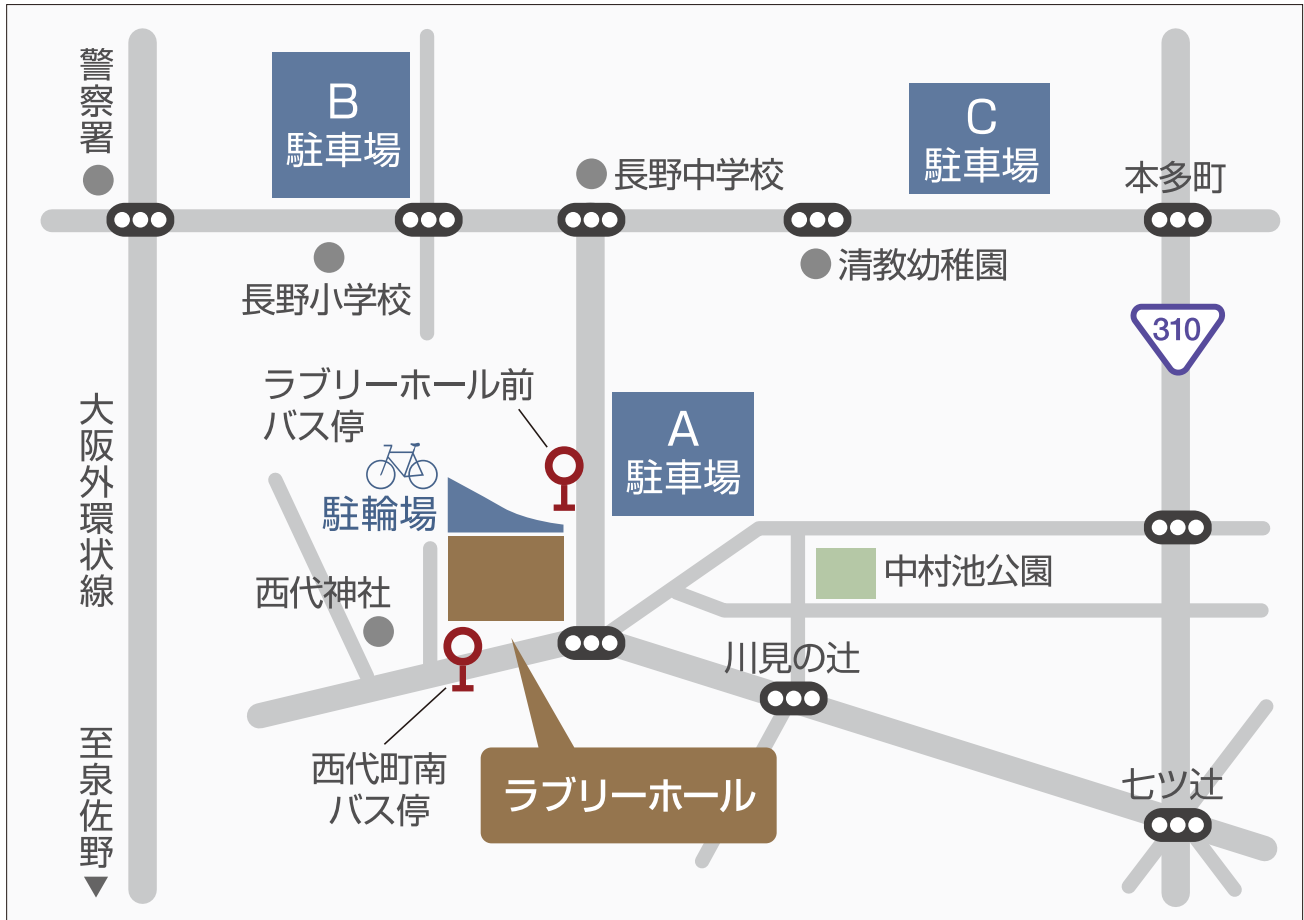 警察署
B
駐車場
C
駐車場
長野中学校
本多町
長野小学校
清教幼稚園
310
ラブリーホール前
バス停
A
駐車場
大阪外環状線
駐輪場
西代神社
中村池公園
川見の辻
西代町南
バス停
ラブリーホール
七ツ辻
至泉佐野▼